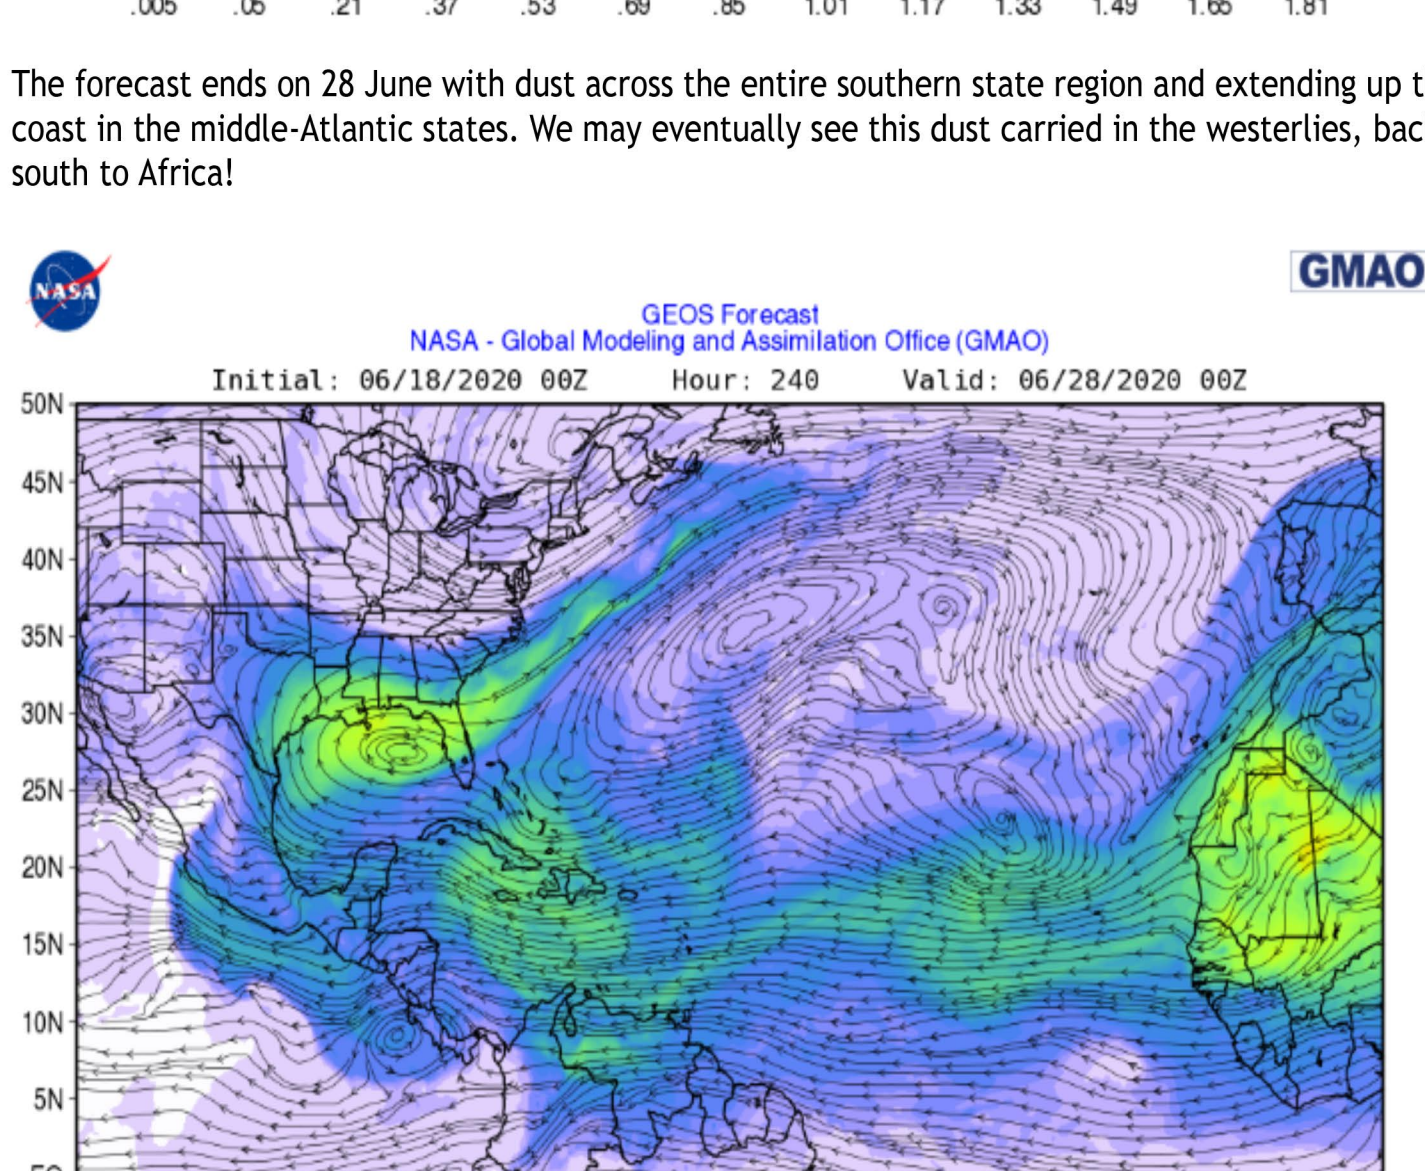 .005 .05 .21 .37 .53 .69 .85 1.01 1.17 1.33 1.49 1.65 1.81
The forecast ends on 28 June with dust across the entire southern state region and extending up t
coast in the middle-Atlantic states. We may eventually see this dust carried in the westerlies, bac
south to Africa!
NASA
GMAO
GEOS Forecast
NASA - Global Modeling and Assimilation Office (GMAO)
Initial: 06/18/2020 00Z Hour: 240 Valid: 06/28/2020 00Z
50N
45N
40N
35N
30N
25N
20N
15N
10N
5N